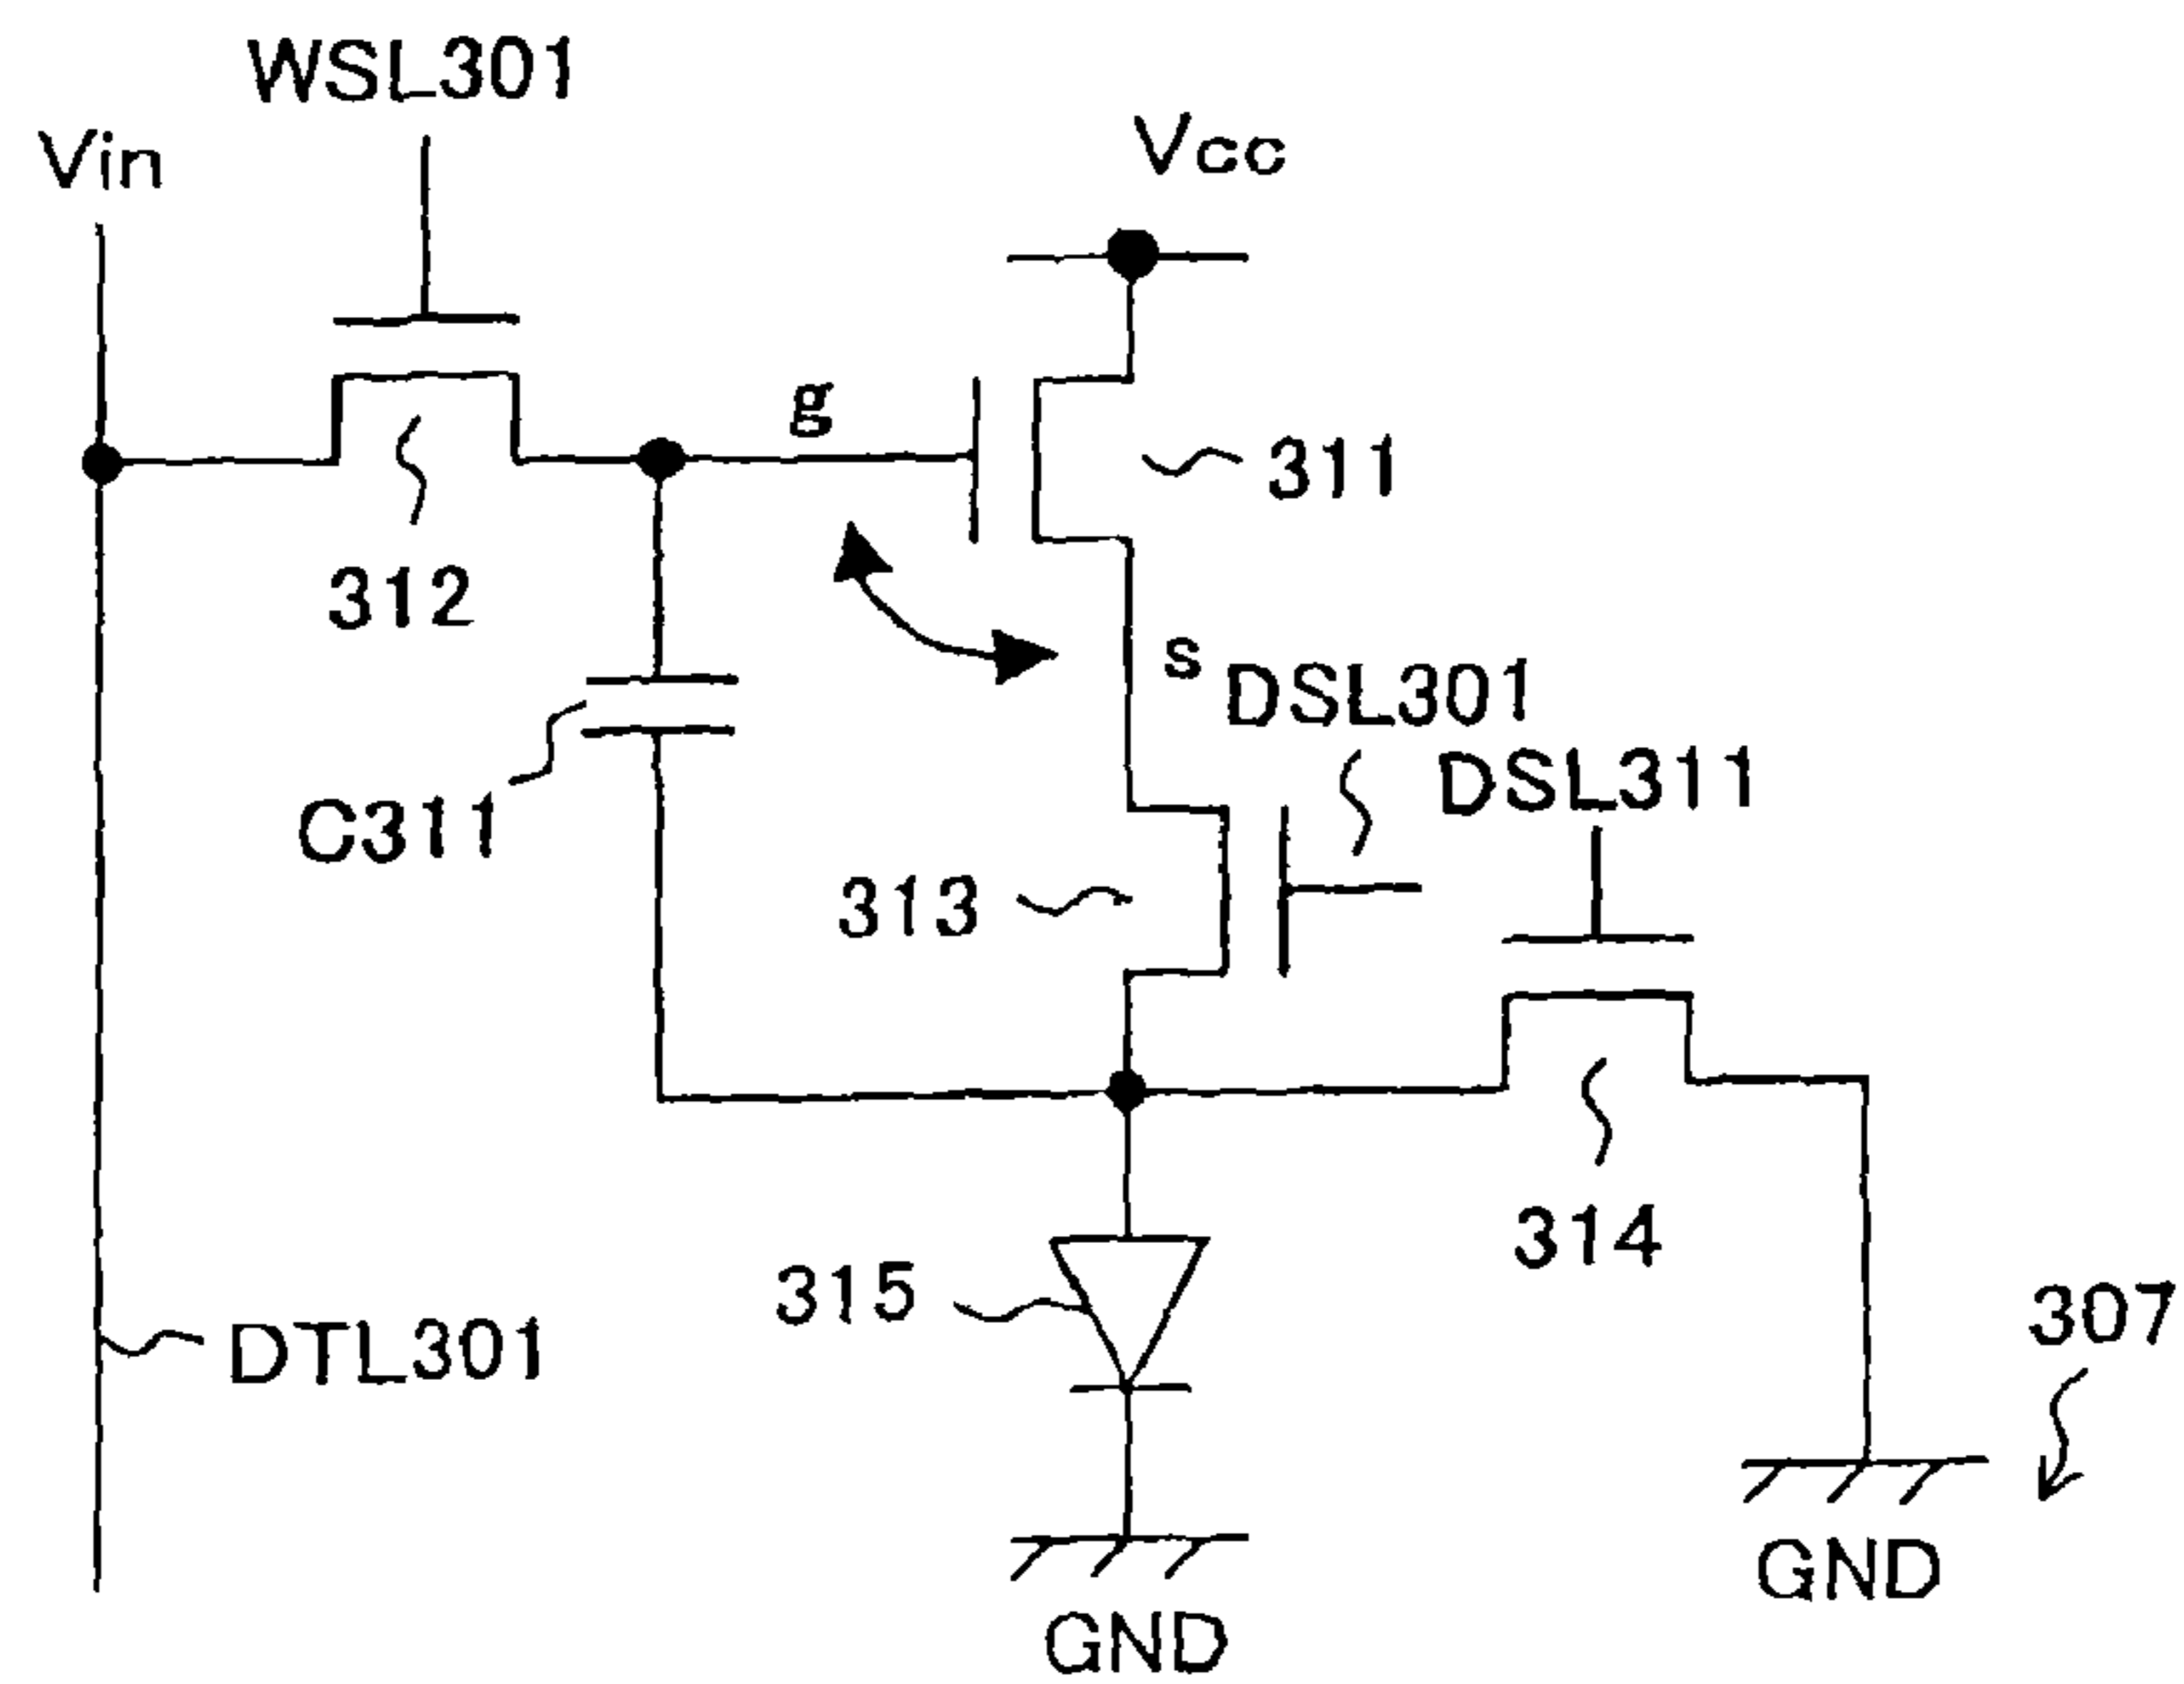 WSL301
Vin
Vcc
g
311
312
s
DSL301
DSL311
C311
313
314
315
307
DTL301
GND
GND